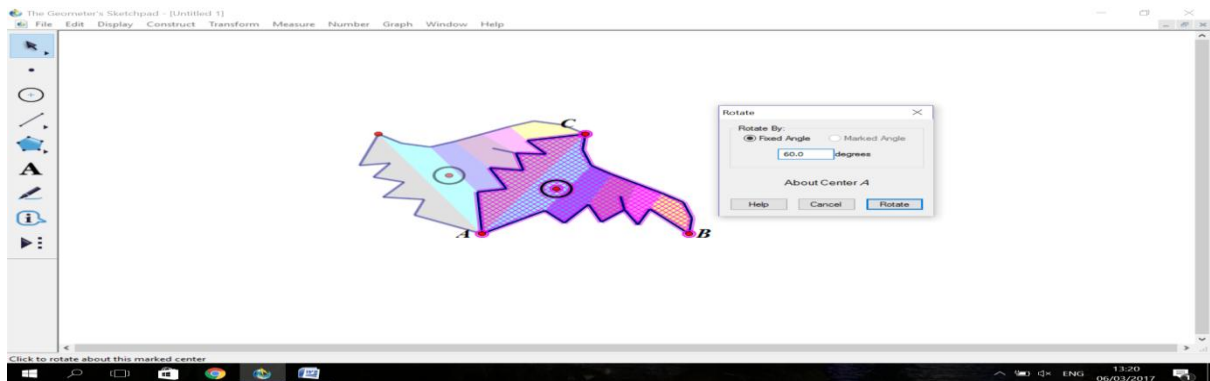 The Geometer's Sketchpad - [Untitled 1]
File Edit Display Construct Transform Measure Number Graph Window Help
A
C
A
B
Rotate
Rotate By:
Fixed Angle Marked Angle
60.0 degrees
About Center A
Help Cancel Rotate
Click to rotate about this marked center
ENG
13:20
06/03/2017